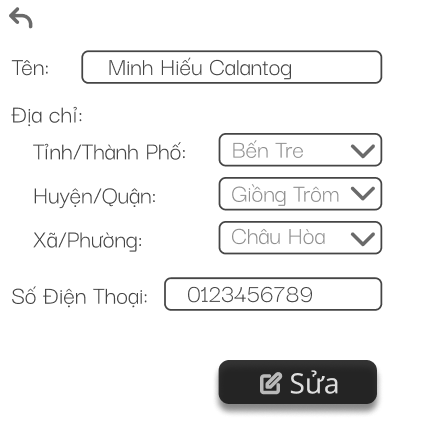 Tên: Minh Hiếu Calantog
Địa chỉ:
Tỉnh/Thành Phố: Bến Tre
Huyện/Quận: Giồng Trôm
Xã/Phường: Châu Hòa
Số Điện Thoại: 0123456789
Sửa